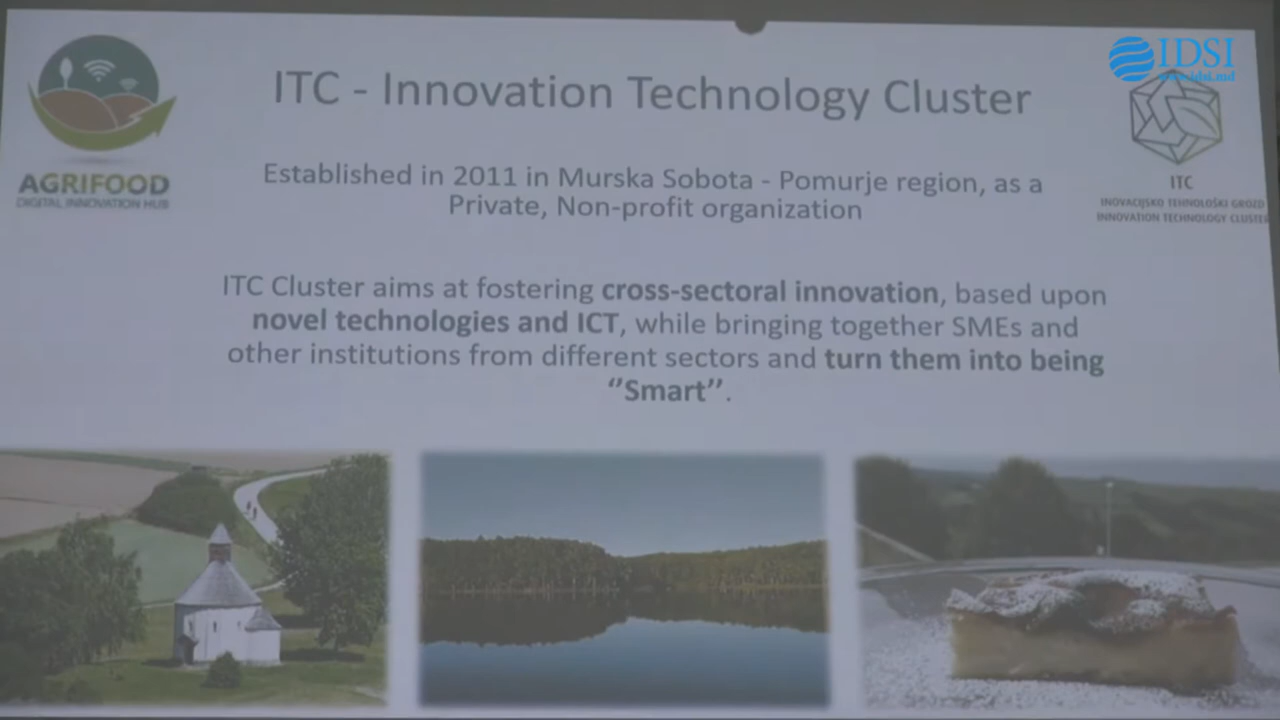 IDSI
www.idsi.md
AGRIFOOD
DIGITAL INNOVATION HUB
ITC - Innovation Technology Cluster
ITC
INOVACIJSKO TEHNOLOŠKI GROZD
INNOVATION TECHNOLOGY CLUSTER
Established in 2011 in Murska Sobota - Pomurje region, as a
Private, Non-profit organization
ITC Cluster aims at fostering cross-sectoral innovation, based upon
novel technologies and ICT, while bringing together SMEs and
other institutions from different sectors and turn them into being
‘’Smart’’.